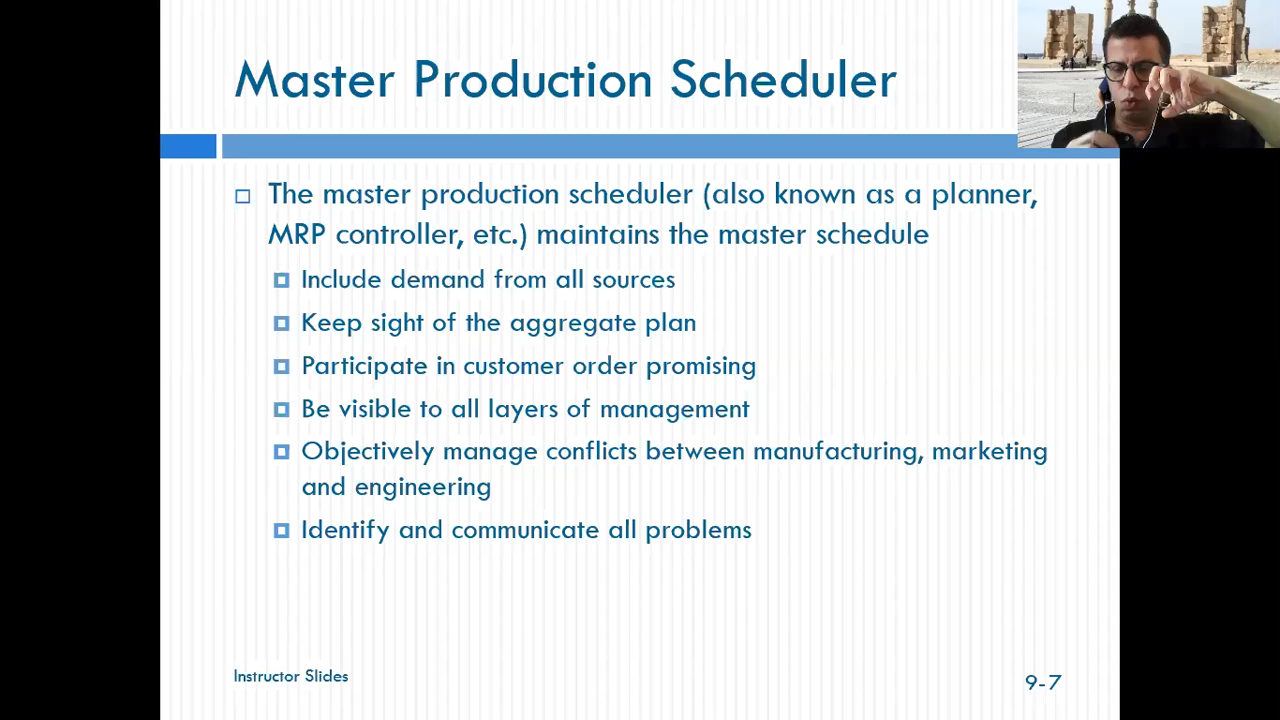 Master Production Scheduler
The master production scheduler (also known as a planner,
MRP controller, etc.) maintains the master schedule
Include demand from all sources
Keep sight of the aggregate plan
Participate in customer order promising
Be visible to all layers of management
Objectively manage conflicts between manufacturing, marketing
and engineering
Identify and communicate all problems
Instructor Slides
9-7